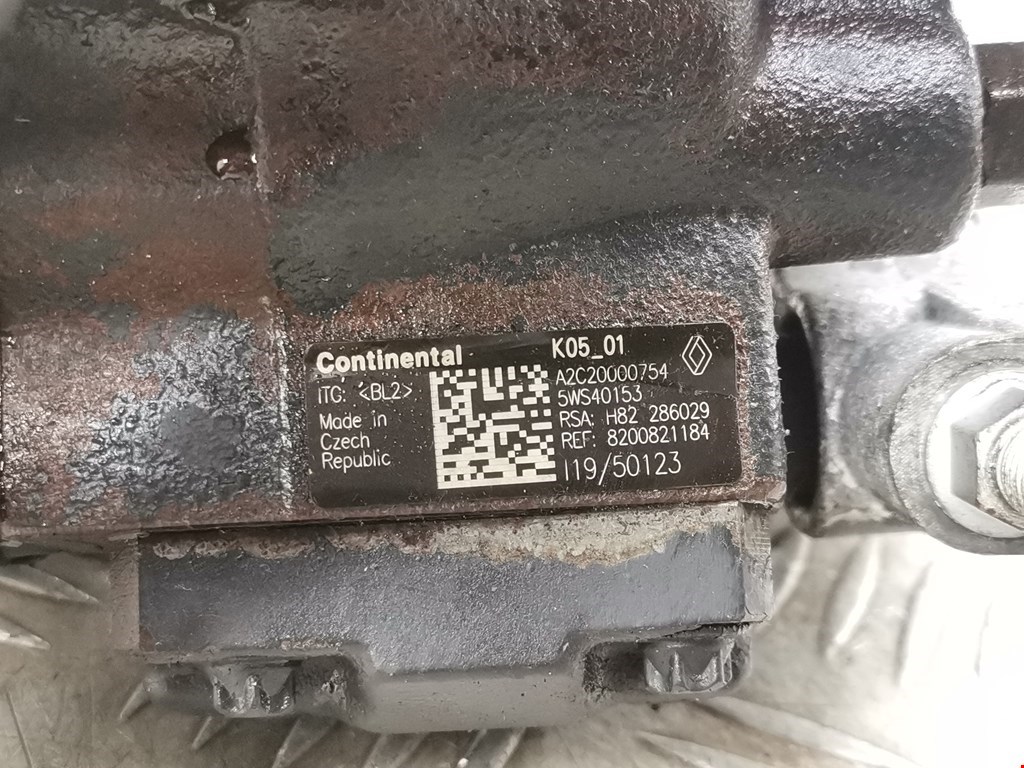 Continental
ITG: <BL2>
Made in
Czech
Republic
K05_01
A2C20000754
5WS40153
RSA: H82 286029
REF: 8200821184
I19/50123